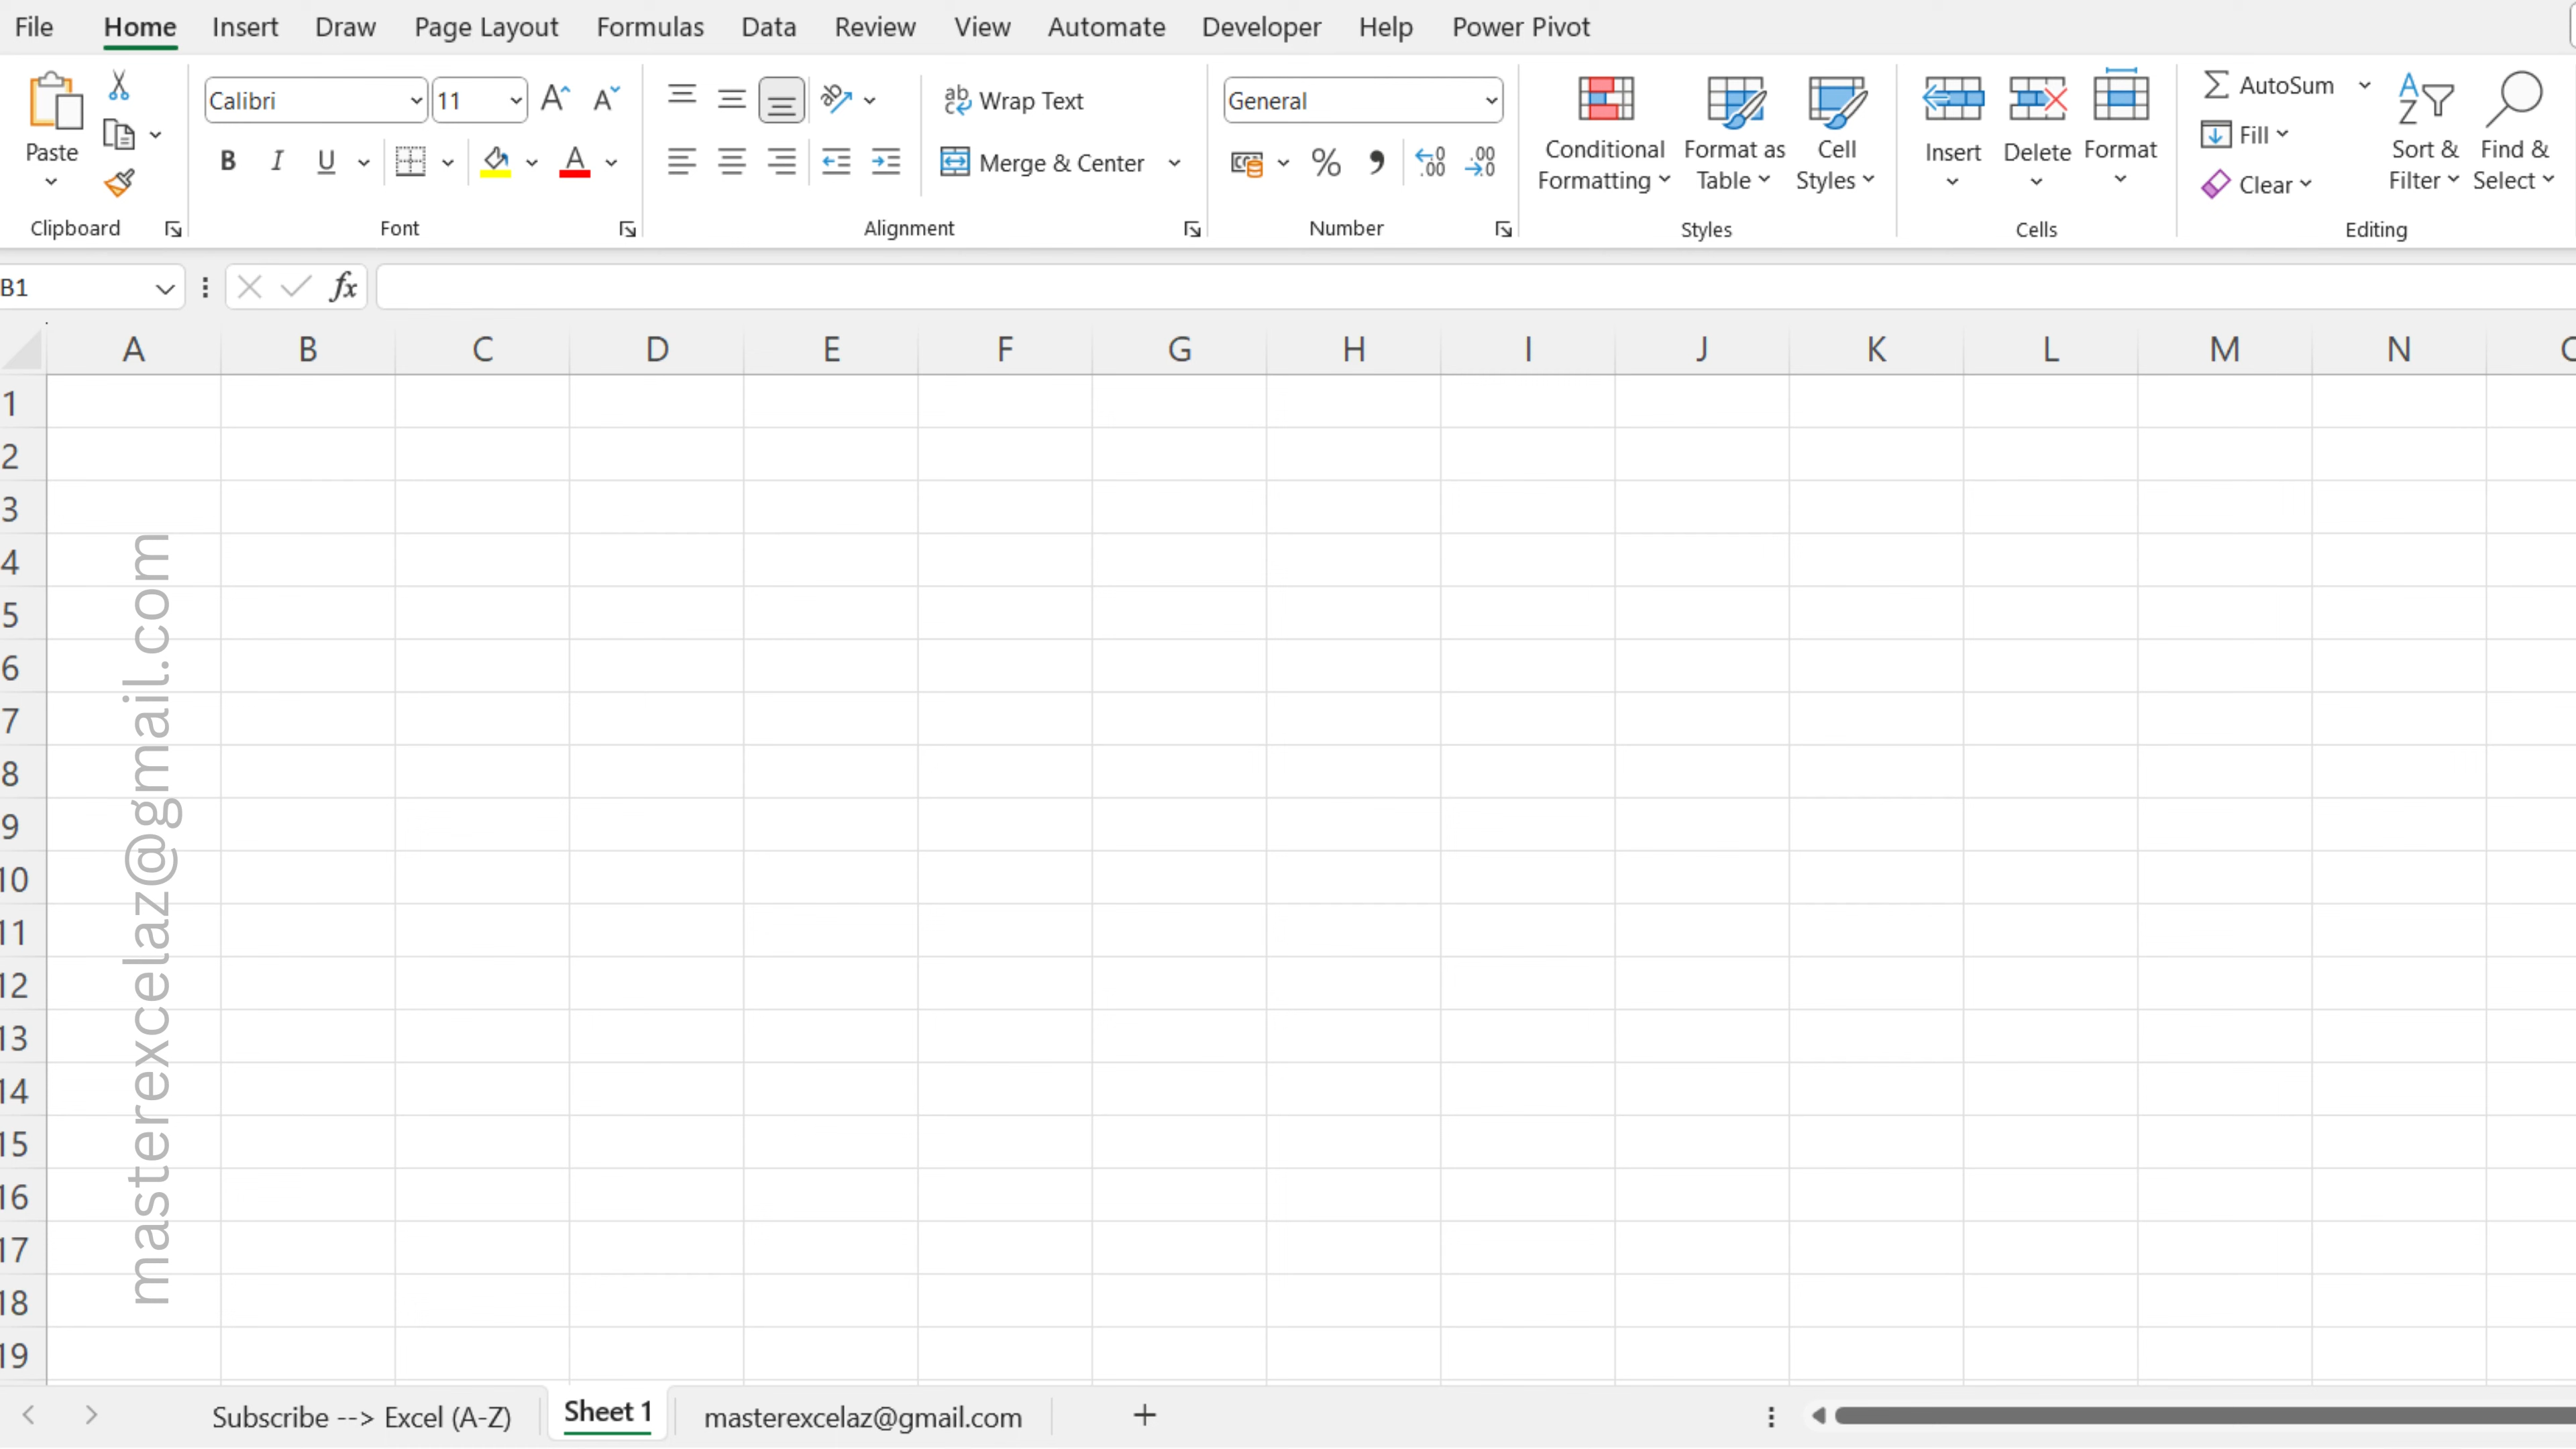 File Home Insert Draw Page Layout Formulas Data Review View Automate Developer Help Power Pivot
Paste
Calibri 11
B I U A
Wrap Text
Merge & Center
General
Conditional Formatting
Format as Table
Cell Styles
Insert Delete Format
AutoSum
Fill
Clear
Sort & Filter
Find & Select
Clipboard Font Alignment Number Styles Cells Editing
B1 fx
A B C D E F G H I J K L M N
1
2
3
4
5
6
7
8
9
10
11
12
13
14
15
16
17
18
19
masterexcelaz@gmail.com
Subscribe --> Excel (A-Z) Sheet 1 masterexcelaz@gmail.com +